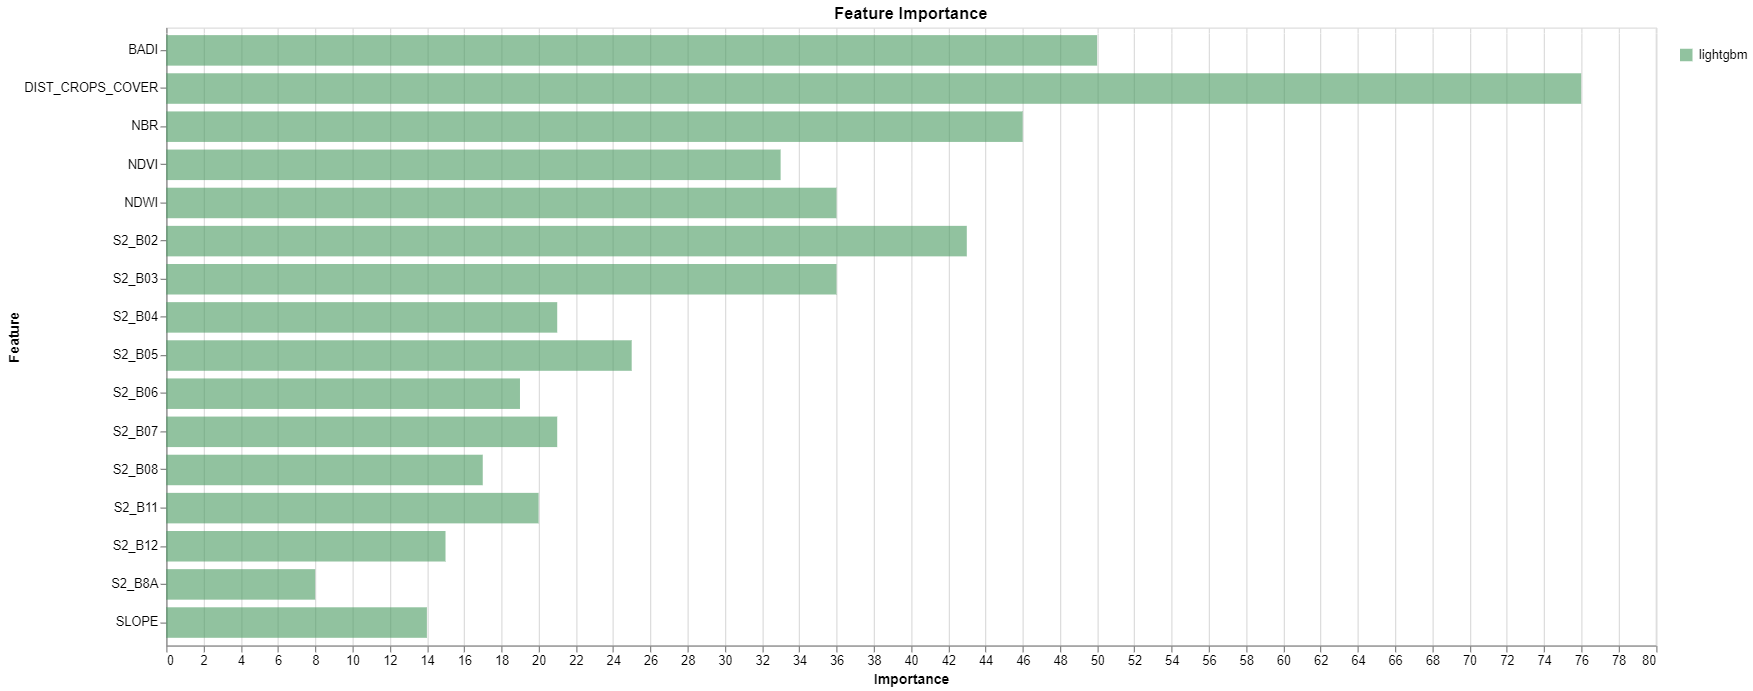 Feature Importance
lightgbm
Feature
BADI
DIST_CROPS_COVER
NBR
NDVI
NDWI
S2_B02
S2_B03
S2_B04
S2_B05
S2_B06
S2_B07
S2_B08
S2_B11
S2_B12
S2_B8A
SLOPE
0 2 4 6 8 10 12 14 16 18 20 22 24 26 28 30 32 34 36 38 40 42 44 46 48 50 52 54 56 58 60 62 64 66 68 70 72 74 76 78 80
Importance